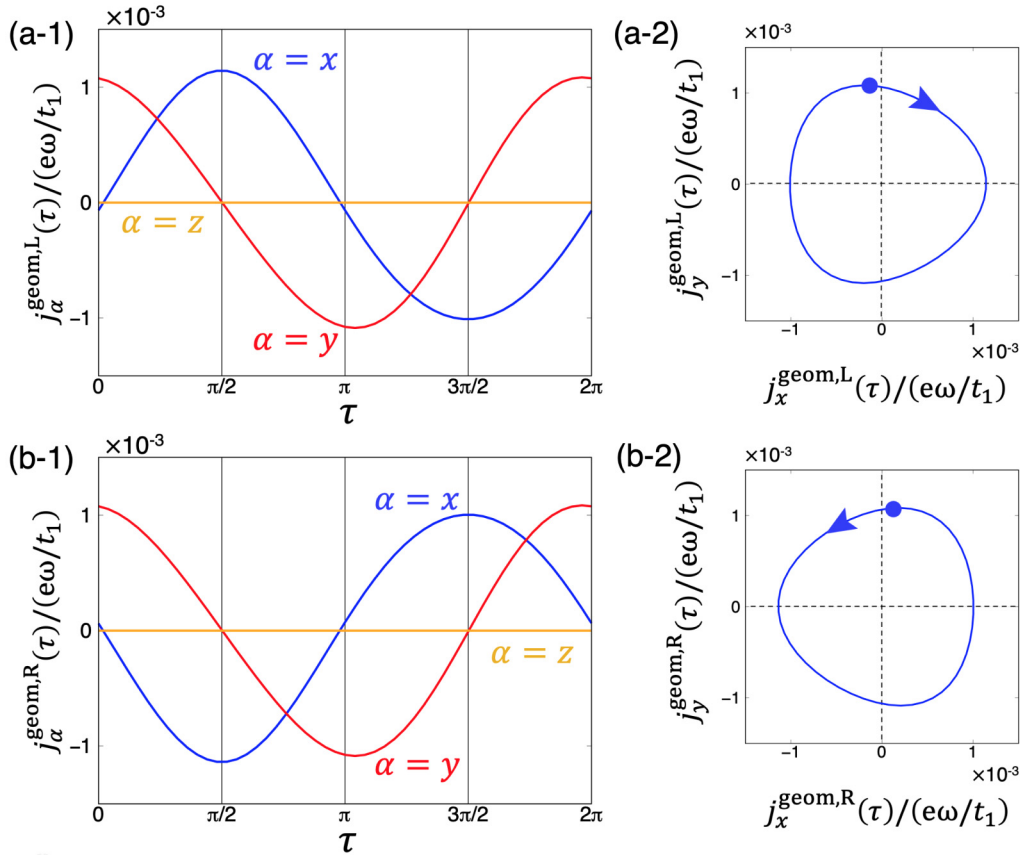 (a-1)
×10⁻³
j_α^{geom,L}(τ)/(eω/t₁)
1
0
−1
α = x
α = z
α = y
0 π/2 π 3π/2 2π
τ
(a-2)
×10⁻³
j_y^{geom,L}(τ)/(eω/t₁)
1
0
−1
−1 0 1
×10⁻³
j_x^{geom,L}(τ)/(eω/t₁)
(b-1)
×10⁻³
j_α^{geom,R}(τ)/(eω/t₁)
1
0
−1
α = x
α = z
α = y
0 π/2 π 3π/2 2π
τ
(b-2)
×10⁻³
j_y^{geom,R}(τ)/(eω/t₁)
1
0
−1
−1 0 1
×10⁻³
j_x^{geom,R}(τ)/(eω/t₁)